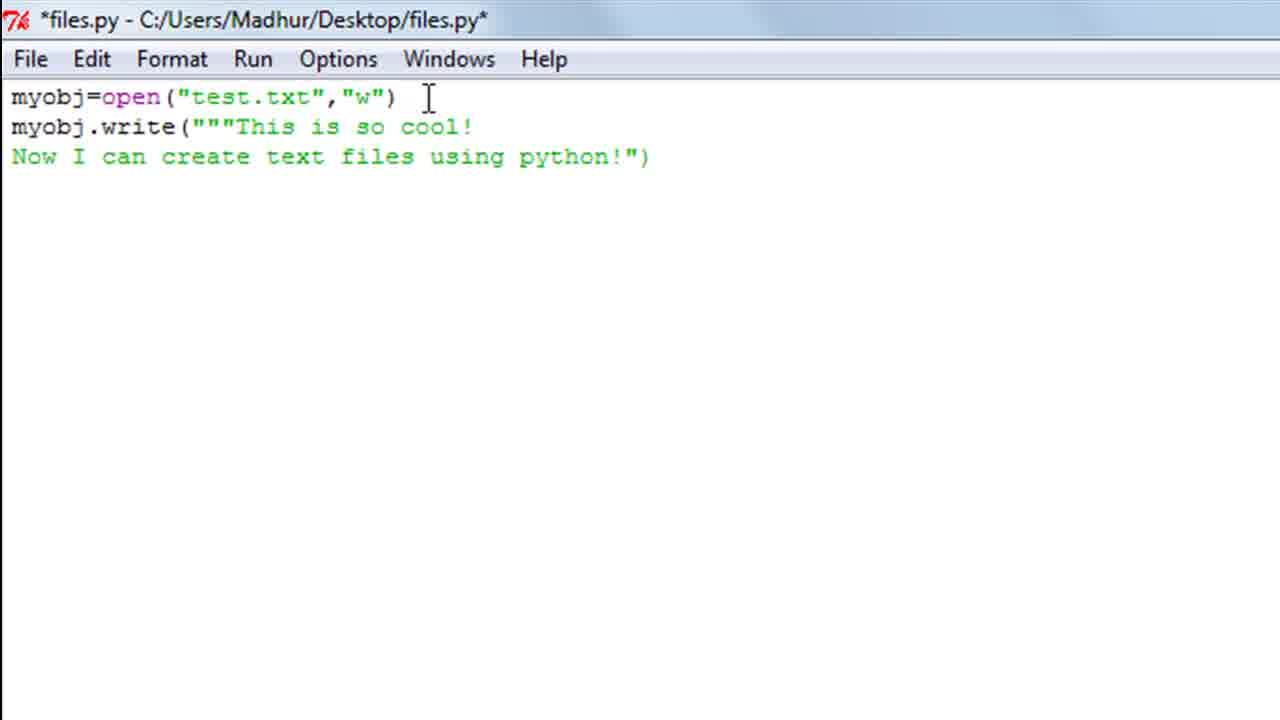 *files.py - C:/Users/Madhur/Desktop/files.py*
File Edit Format Run Options Windows Help
myobj=open("test.txt","w")
myobj.write("""This is so cool!
Now I can create text files using python!")